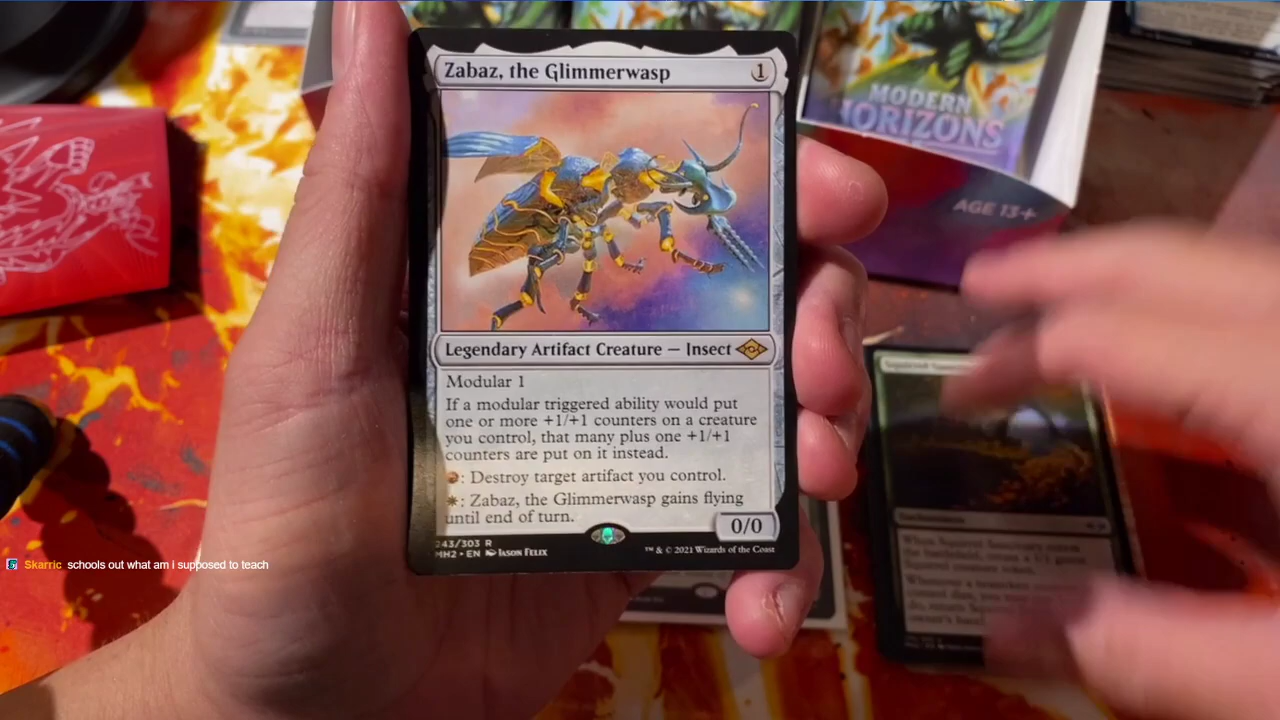 Zabaz, the Glimmerwasp 1
Legendary Artifact Creature — Insect
Modular 1
If a modular triggered ability would put
one or more +1/+1 counters on a creature
you control, that many plus one +1/+1
counters are put on it instead.
: Destroy target artifact you control.
: Zabaz, the Glimmerwasp gains flying
until end of turn.
0/0
243/303 R
MH2 • EN JASON FELIX
™ & © 2021 Wizards of the Coast
MODERN
HORIZONS
AGE 13+
Skarric schools out what am i supposed to teach